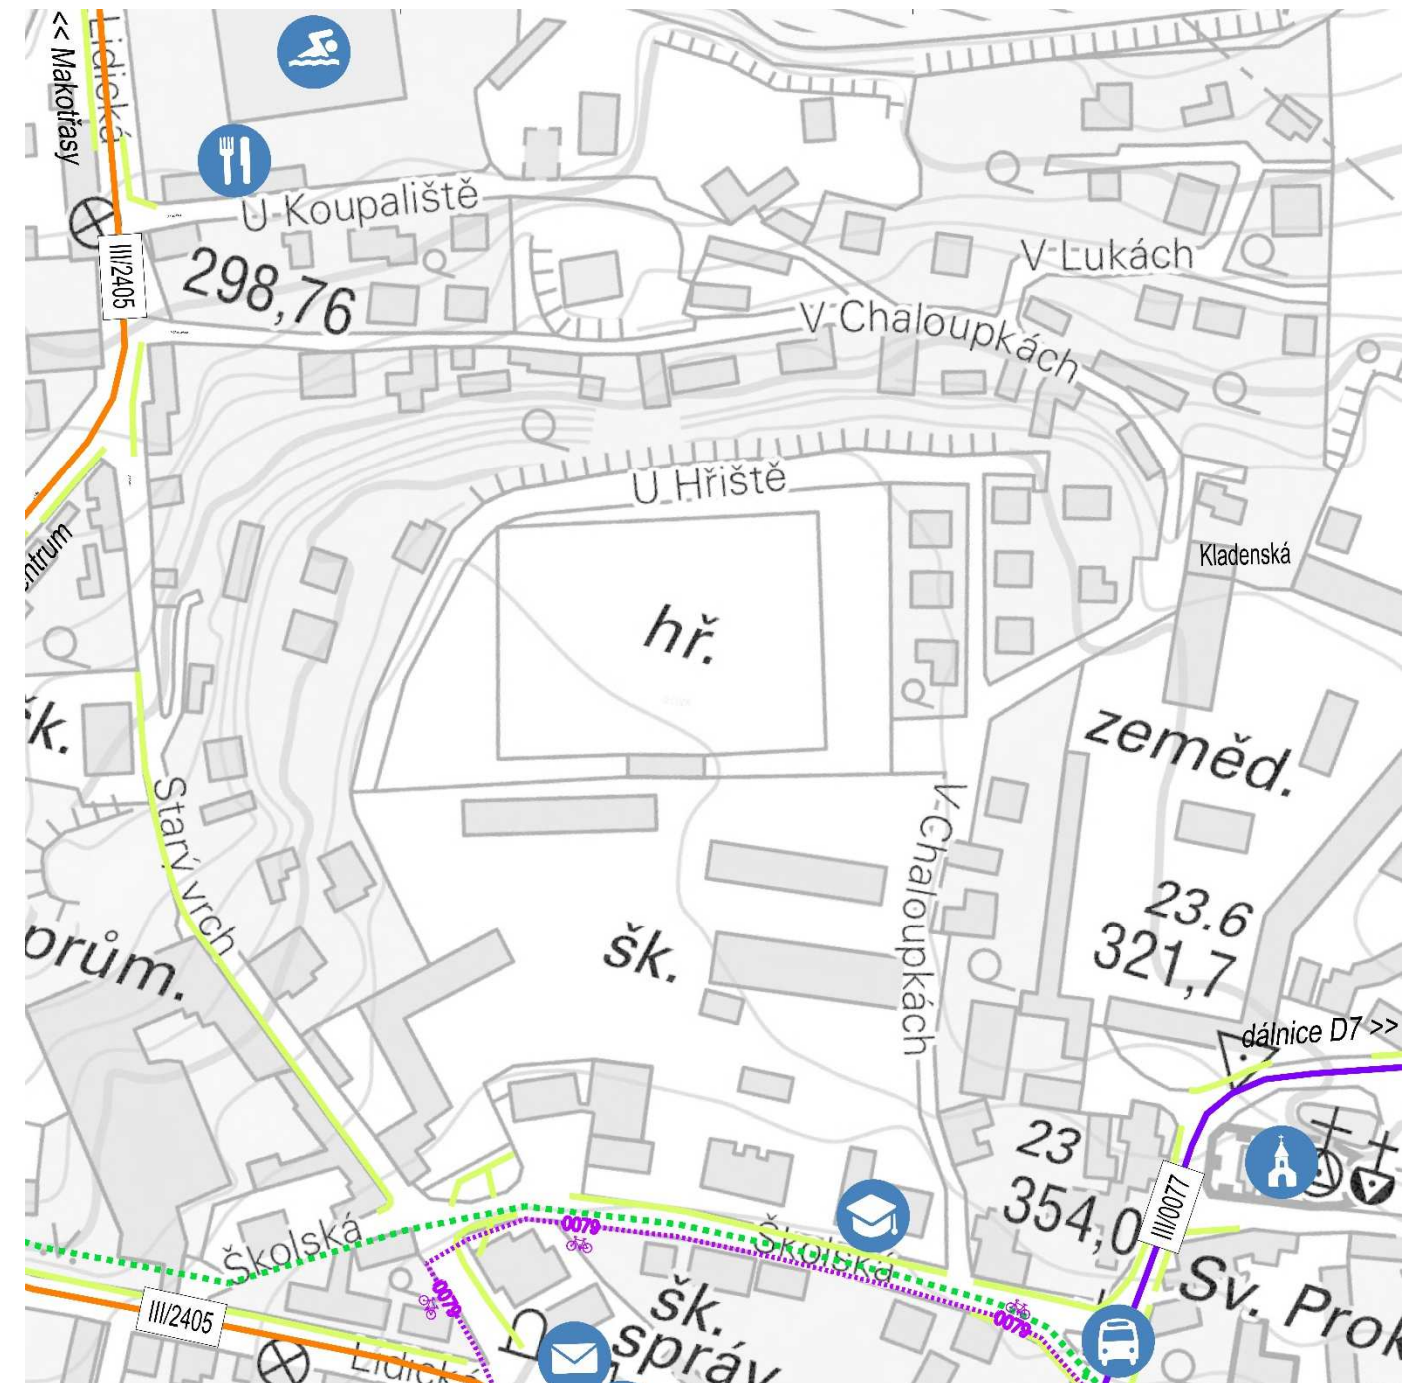 << Makotřasy
Lidická
U Koupaliště
III/2405
298,76
V Lukách
V Chaloupkách
U Hřiště
Kladenská
hř.
zeměd.
šk.
Starý vrch
V Chaloupkách
prům.
šk.
23.6
321,7
dálnice D7 >>
23
354,0
III/0077
Školská
0079
Školská
0079
0079
III/2405
Lidická
šk.
správ
Sv. Prok